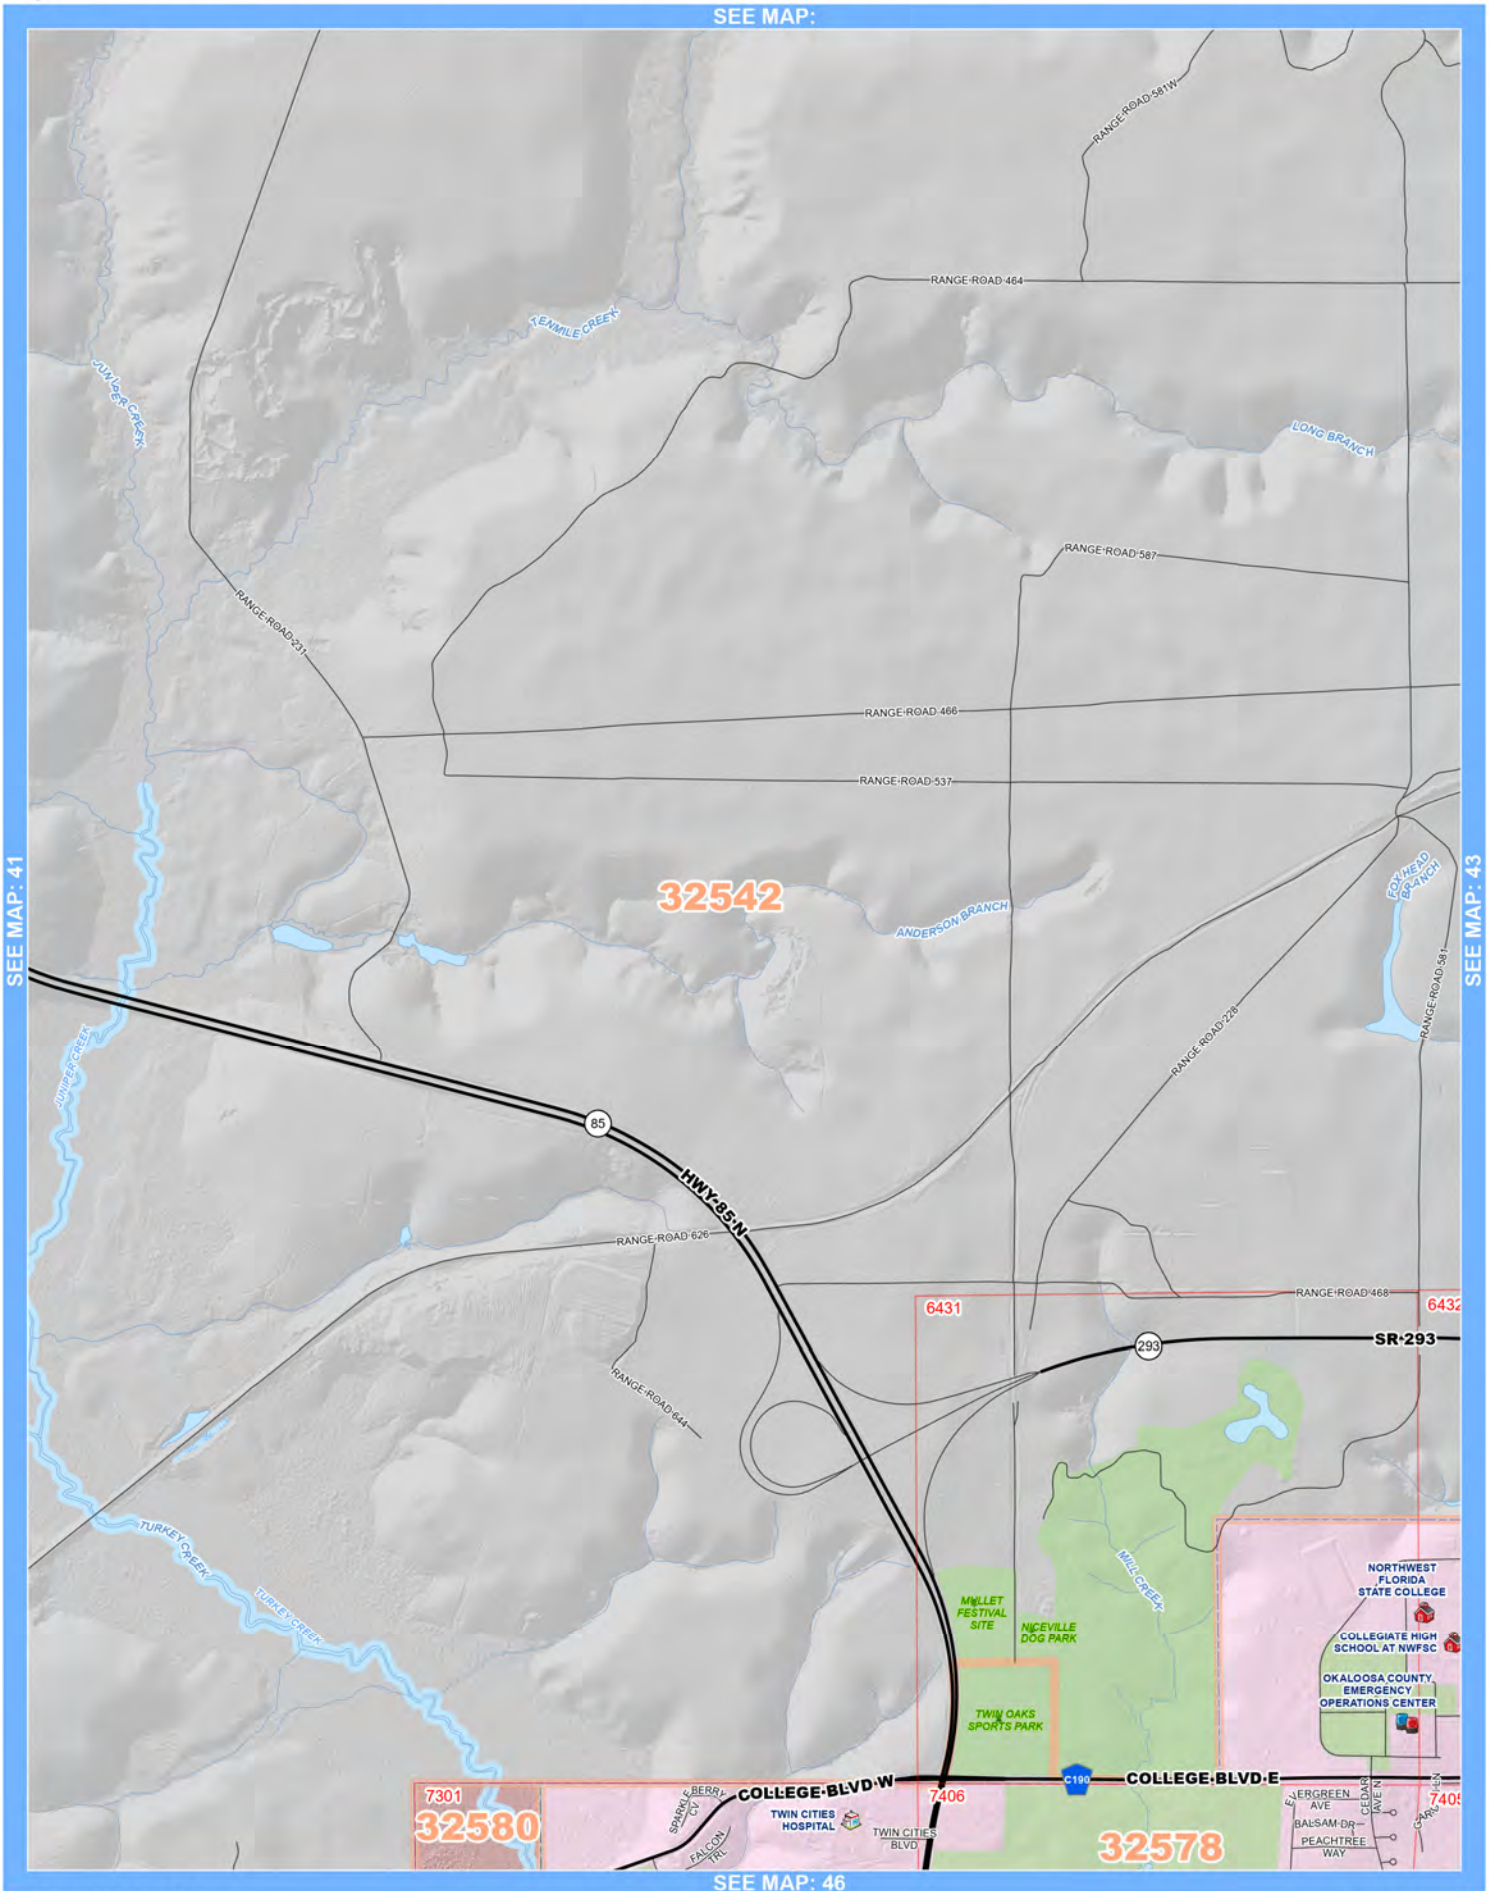 SEE MAP:
RANGE ROAD 581W
RANGE ROAD 464
TENMILE CREEK
JUNIPER CREEK
LONG BRANCH
RANGE ROAD 587
RANGE ROAD 231
RANGE ROAD 466
RANGE ROAD 537
SEE MAP: 41
SEE MAP: 43
32542
FOX HEAD
BRANCH
ANDERSON BRANCH
RANGE ROAD 581
RANGE ROAD 228
JUNIPER CREEK
85
HWY 85 N
RANGE ROAD 626
RANGE ROAD 468
6431
6432
293
SR 293
RANGE ROAD 644
TURKEY CREEK
TURKEY CREEK
MILL CREEK
NORTHWEST
FLORIDA
STATE COLLEGE
MULLET
FESTIVAL
SITE
NICEVILLE
DOG PARK
COLLEGIATE HIGH
SCHOOL AT NWFSC
OKALOOSA COUNTY
EMERGENCY
OPERATIONS CENTER
TWIN OAKS
SPORTS PARK
C190
COLLEGE BLVD W
COLLEGE BLVD E
7301
7406
7405
SPARKLE BERRY
CV
TWIN CITIES
HOSPITAL
TWIN CITIES
BLVD
FALCON
TRL
32580
32578
EVERGREEN
AVE
BALSAM DR
PEACHTREE
WAY
CEDAR
AVE N
SEE MAP: 46